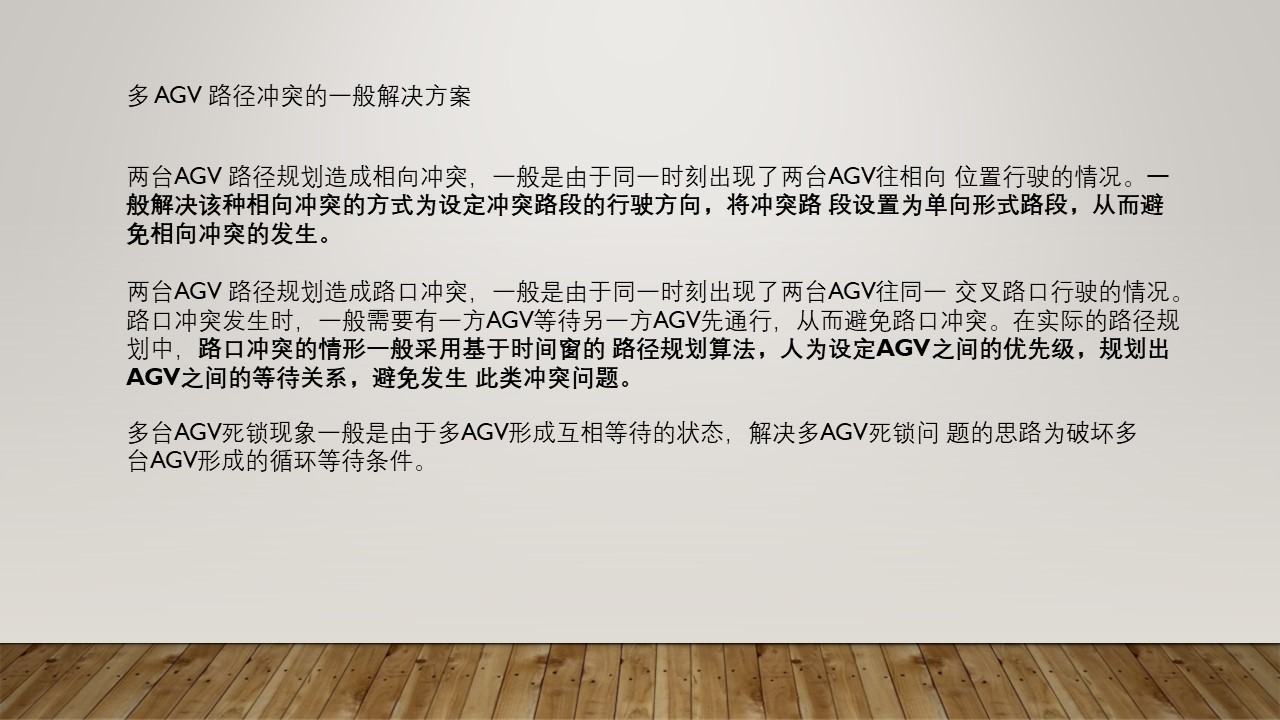 多 AGV 路径冲突的一般解决方案
两台AGV 路径规划造成相向冲突，一般是由于同一时刻出现了两台AGV往相向 位置行驶的情况。一
般解决该种相向冲突的方式为设定冲突路段的行驶方向，将冲突路 段设置为单向形式路段，从而避
免相向冲突的发生。
两台AGV 路径规划造成路口冲突，一般是由于同一时刻出现了两台AGV往同一 交叉路口行驶的情况。
路口冲突发生时，一般需要有一方AGV等待另一方AGV先通行，从而避免路口冲突。在实际的路径规
划中，路口冲突的情形一般采用基于时间窗的 路径规划算法，人为设定AGV之间的优先级，规划出
AGV之间的等待关系，避免发生 此类冲突问题。
多台AGV死锁现象一般是由于多AGV形成互相等待的状态，解决多AGV死锁问 题的思路为破坏多
台AGV形成的循环等待条件。